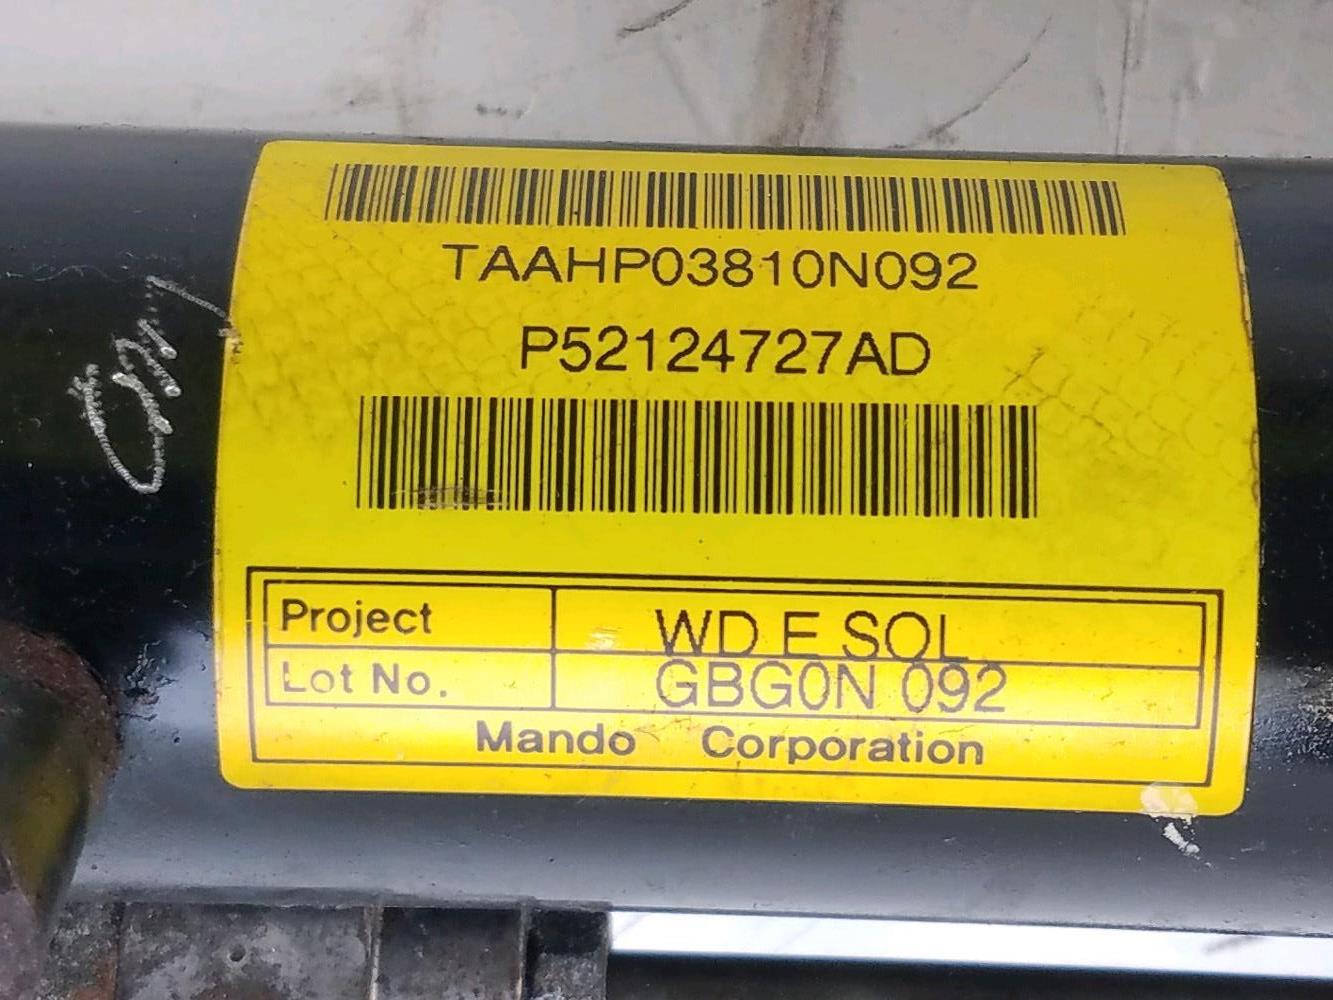 TAAHP03810N092
P52124727AD
Project WD E SOL
Lot No. GBG0N 092
Mando Corporation